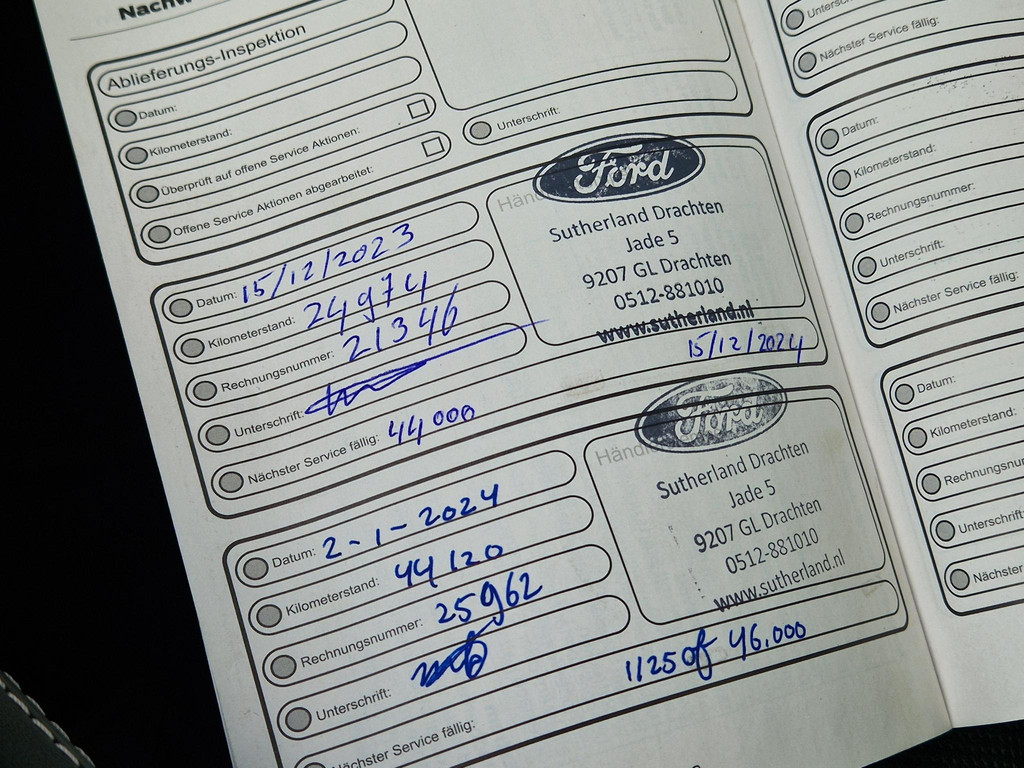 Ablieferungs-Inspektion
Datum:
Kilometerstand:
Überprüft auf offene Service Aktionen:
Offene Service Aktionen abgearbeitet:
Unterschrift:
Datum: 15/12/2023
Kilometerstand: 24974
Rechnungsnummer: 21346
Unterschrift:
Nächster Service fällig: 44000 15/12/2024
Ford
Sutherland Drachten
Jade 5
9207 GL Drachten
0512-881010
www.sutherland.nl
Datum: 2-1-2024
Kilometerstand: 44120
Rechnungsnummer: 25962
Unterschrift:
Nächster Service fällig: 1125 of 46.000
Ford
Sutherland Drachten
Jade 5
9207 GL Drachten
0512-881010
www.sutherland.nl
Nächster Service fällig:
Datum:
Kilometerstand:
Rechnungsnummer:
Unterschrift:
Nächster Service fällig:
Datum:
Kilometerstand:
Unterschrift:
Nächster